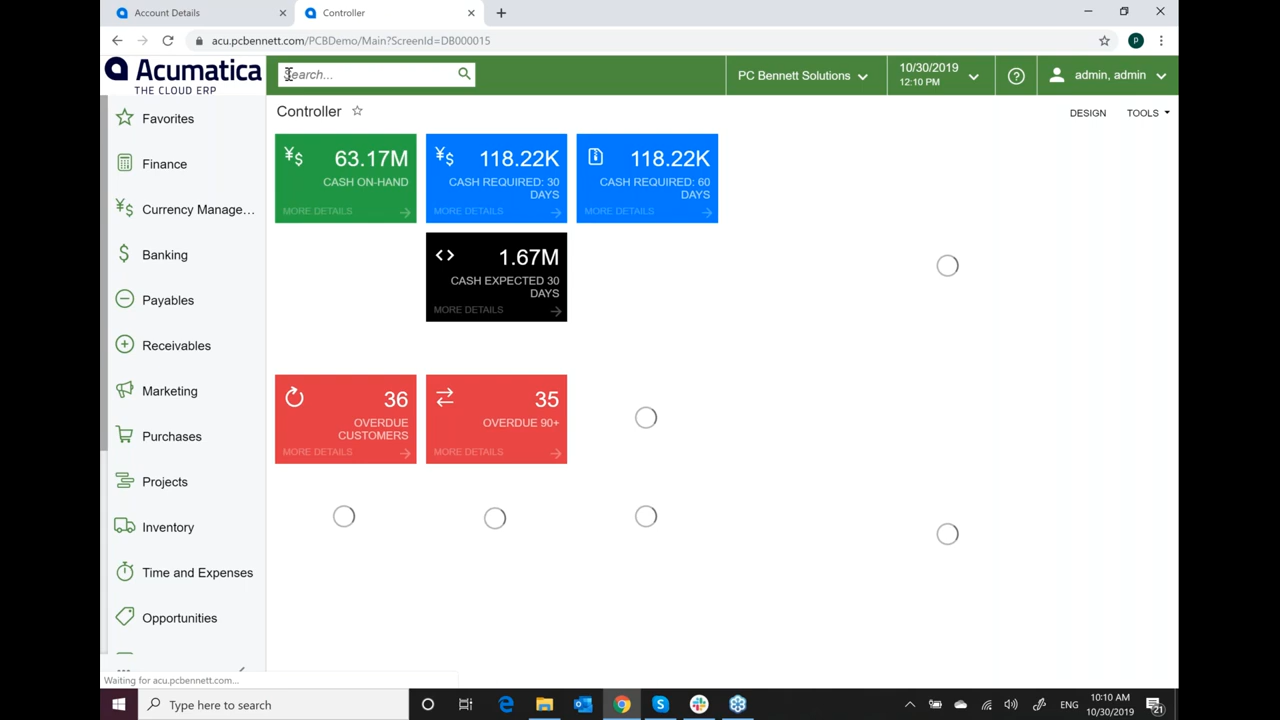 Account Details
Controller
acu.pcbennett.com/PCBDemo/Main?ScreenId=DB000015
P
Acumatica
THE CLOUD ERP
Search...
PC Bennett Solutions
10/30/2019
12:10 PM
admin, admin
Controller
DESIGN
TOOLS
Favorites
Finance
Currency Manage...
Banking
Payables
Receivables
Marketing
Purchases
Projects
Inventory
Time and Expenses
Opportunities
63.17M
CASH ON-HAND
MORE DETAILS
118.22K
CASH REQUIRED: 30
DAYS
MORE DETAILS
118.22K
CASH REQUIRED: 60
DAYS
MORE DETAILS
1.67M
CASH EXPECTED 30
DAYS
MORE DETAILS
36
OVERDUE
CUSTOMERS
MORE DETAILS
35
OVERDUE 90+
MORE DETAILS
Waiting for acu.pcbennett.com...
Type here to search
ENG
10:10 AM
10/30/2019
21